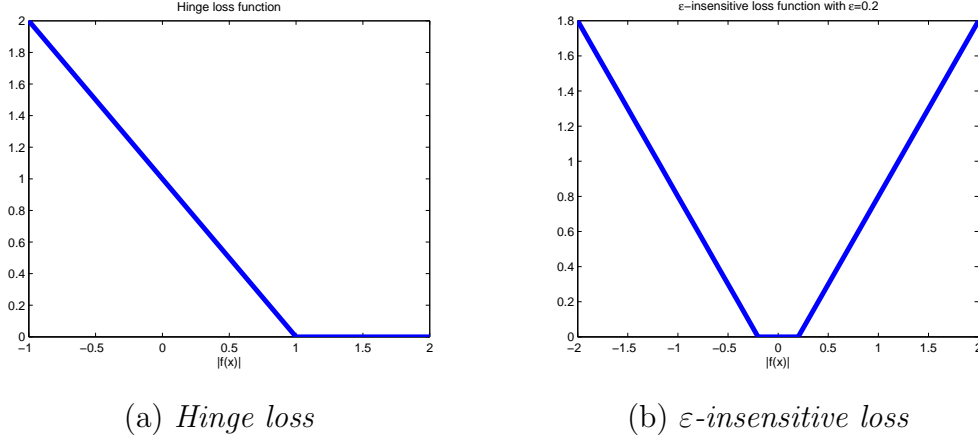 Hinge loss function
2
1.8
1.6
1.4
1.2
1
0.8
0.6
0.4
0.2
0
−1 −0.5 0 0.5 1 1.5 2
|f(x)|
(a) Hinge loss
ε−insensitive loss function with ε=0.2
1.8
1.6
1.4
1.2
1
0.8
0.6
0.4
0.2
0
−2 −1.5 −1 −0.5 0 0.5 1 1.5 2
|f(x)|
(b) ε-insensitive loss